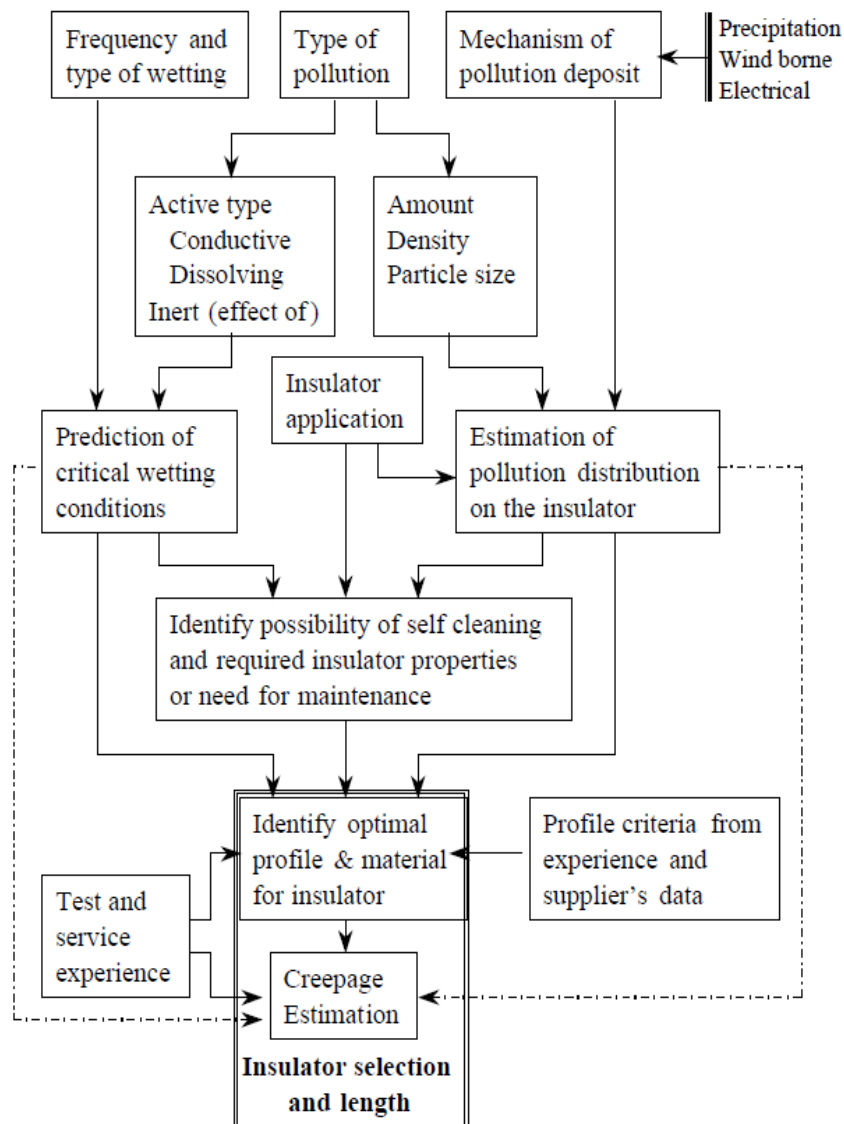 Frequency and
type of wetting
Type of
pollution
Mechanism of
pollution deposit
Precipitation
Wind borne
Electrical
Active type
Conductive
Dissolving
Inert (effect of)
Amount
Density
Particle size
Insulator
application
Prediction of
critical wetting
conditions
Estimation of
pollution distribution
on the insulator
Identify possibility of self cleaning
and required insulator properties
or need for maintenance
Identify optimal
profile & material
for insulator
Profile criteria from
experience and
supplier's data
Test and
service
experience
Creepage
Estimation
Insulator selection
and length